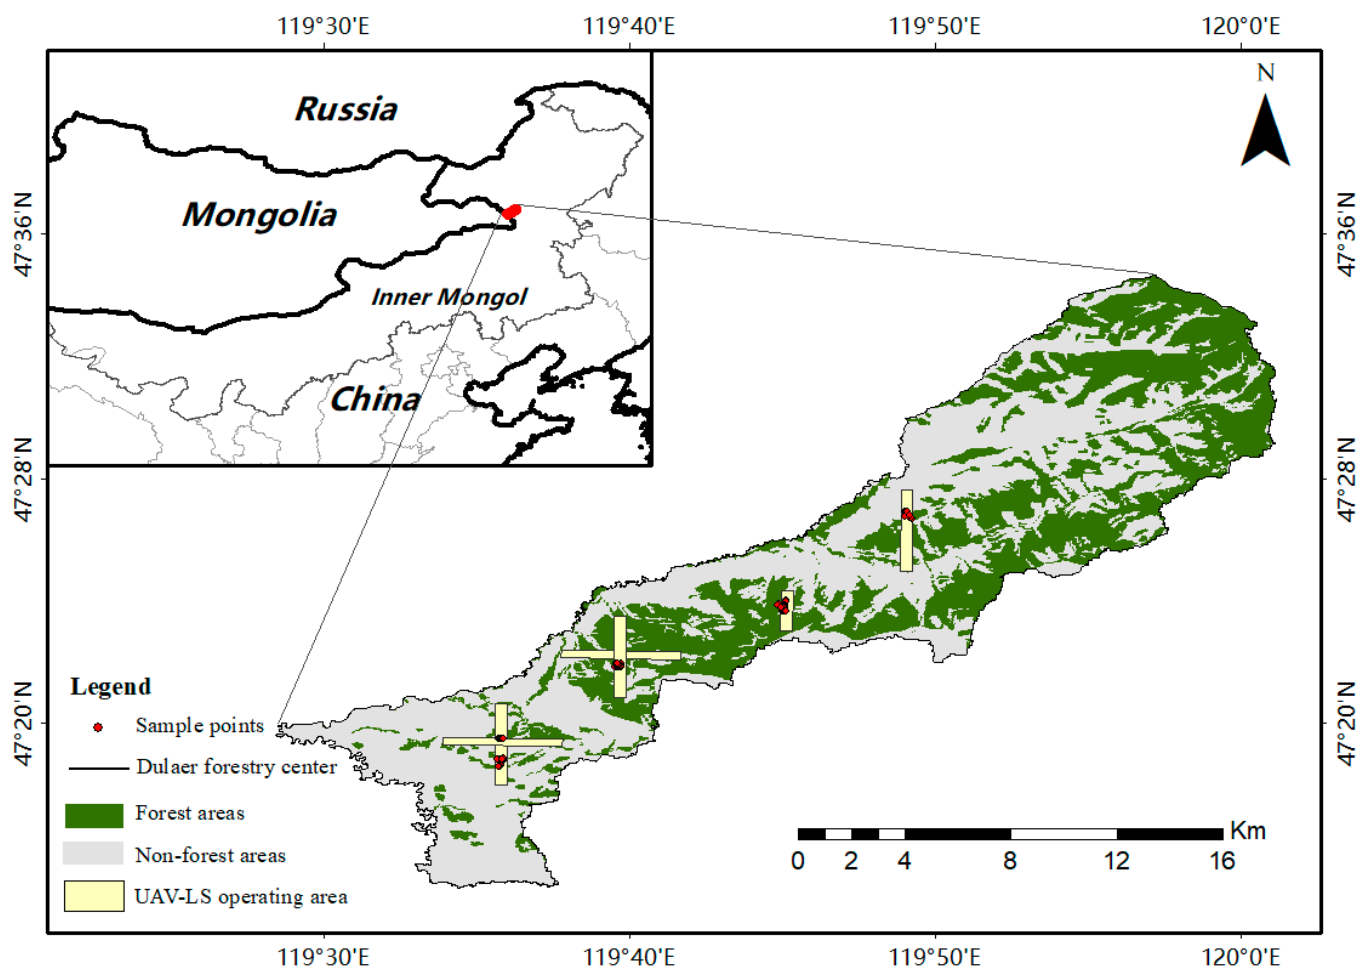 119°30'E 119°40'E 119°50'E 120°0'E
N
Russia
Mongolia
Inner Mongol
China
47°36'N
47°36'N
47°28'N
47°28'N
47°20'N
47°20'N
Legend
Sample points
Dulaer forestry center
Forest areas
Non-forest areas
UAV-LS operating area
Km
0 2 4 8 12 16
119°30'E 119°40'E 119°50'E 120°0'E